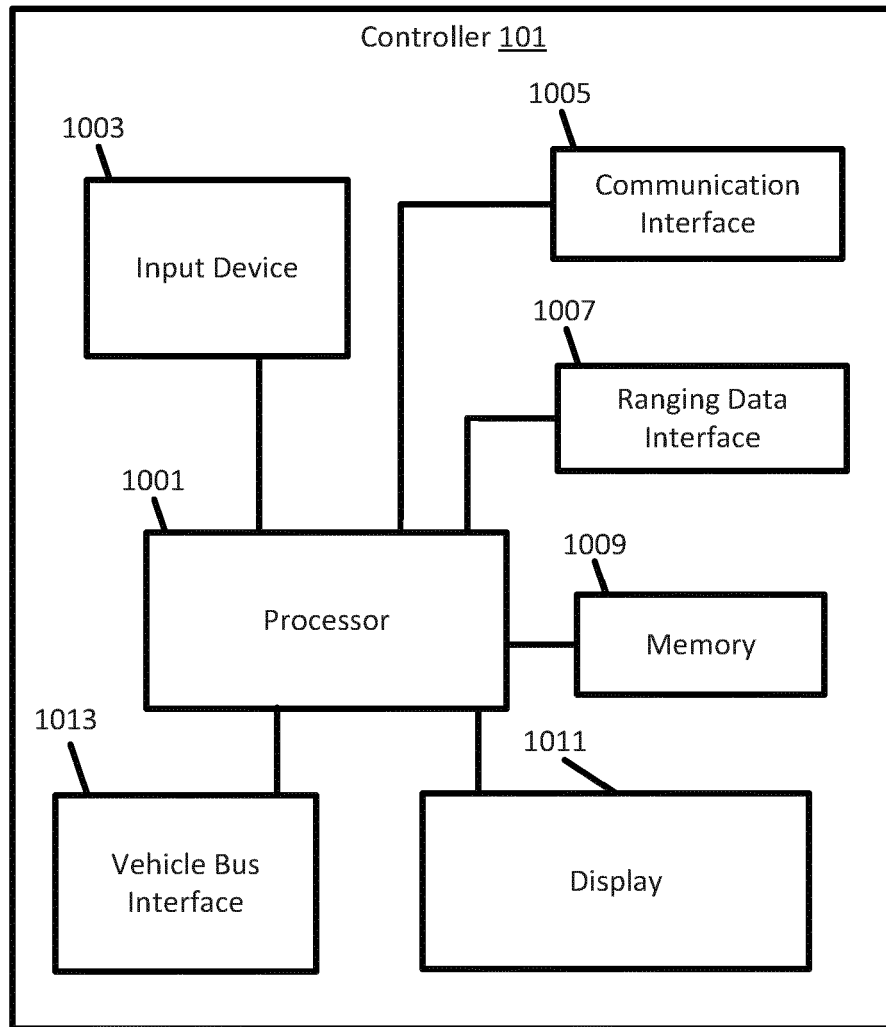 Controller 101
1005
1003
Communication
Interface
Input Device
1007
Ranging Data
Interface
1001
1009
Processor
Memory
1013
1011
Vehicle Bus
Interface
Display